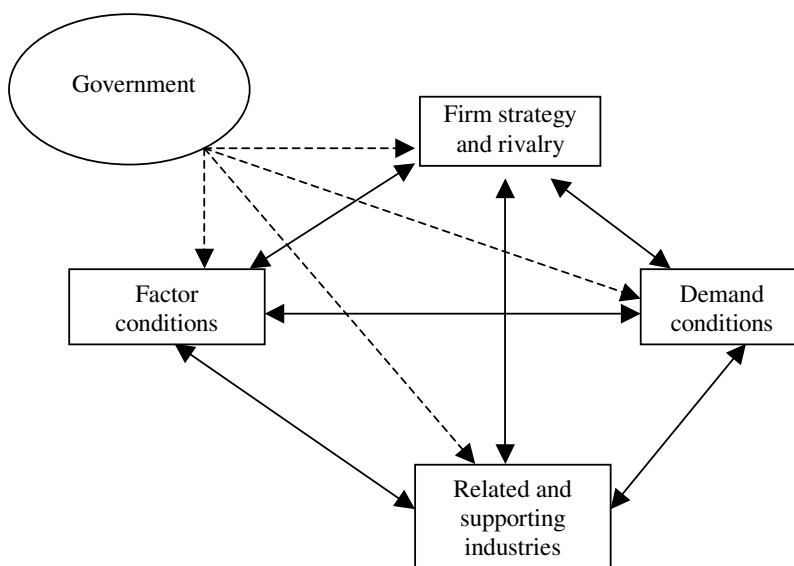 Government
Firm strategy
and rivalry
Factor
conditions
Demand
conditions
Related and
supporting
industries